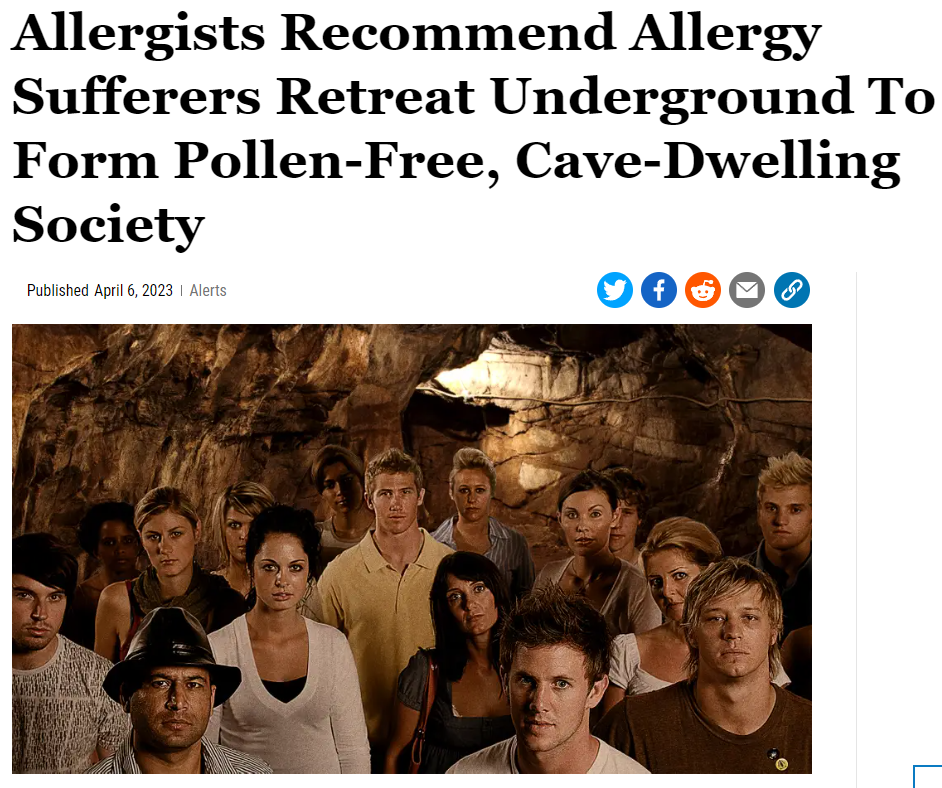 Allergists Recommend Allergy
Sufferers Retreat Underground To
Form Pollen-Free, Cave-Dwelling
Society
Published April 6, 2023 | Alerts